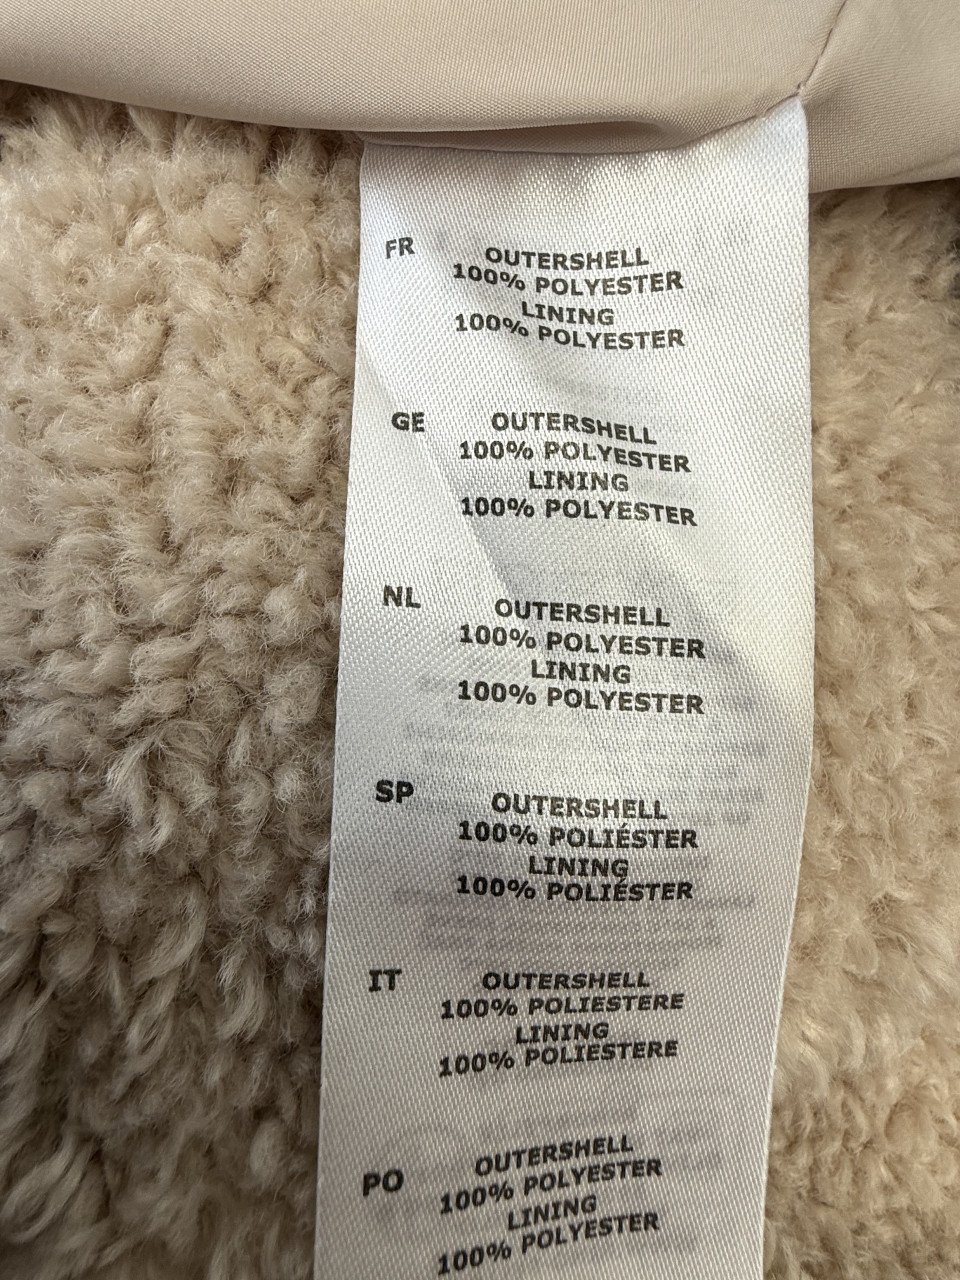 FR
OUTERSHELL
100% POLYESTER
LINING
100% POLYESTER
GE
OUTERSHELL
100% POLYESTER
LINING
100% POLYESTER
NL
OUTERSHELL
100% POLYESTER
LINING
100% POLYESTER
SP
OUTERSHELL
100% POLIÉSTER
LINING
100% POLIÉSTER
IT
OUTERSHELL
100% POLIESTERE
LINING
100% POLIESTERE
PO
OUTERSHELL
100% POLYESTER
LINING
100% POLYESTER